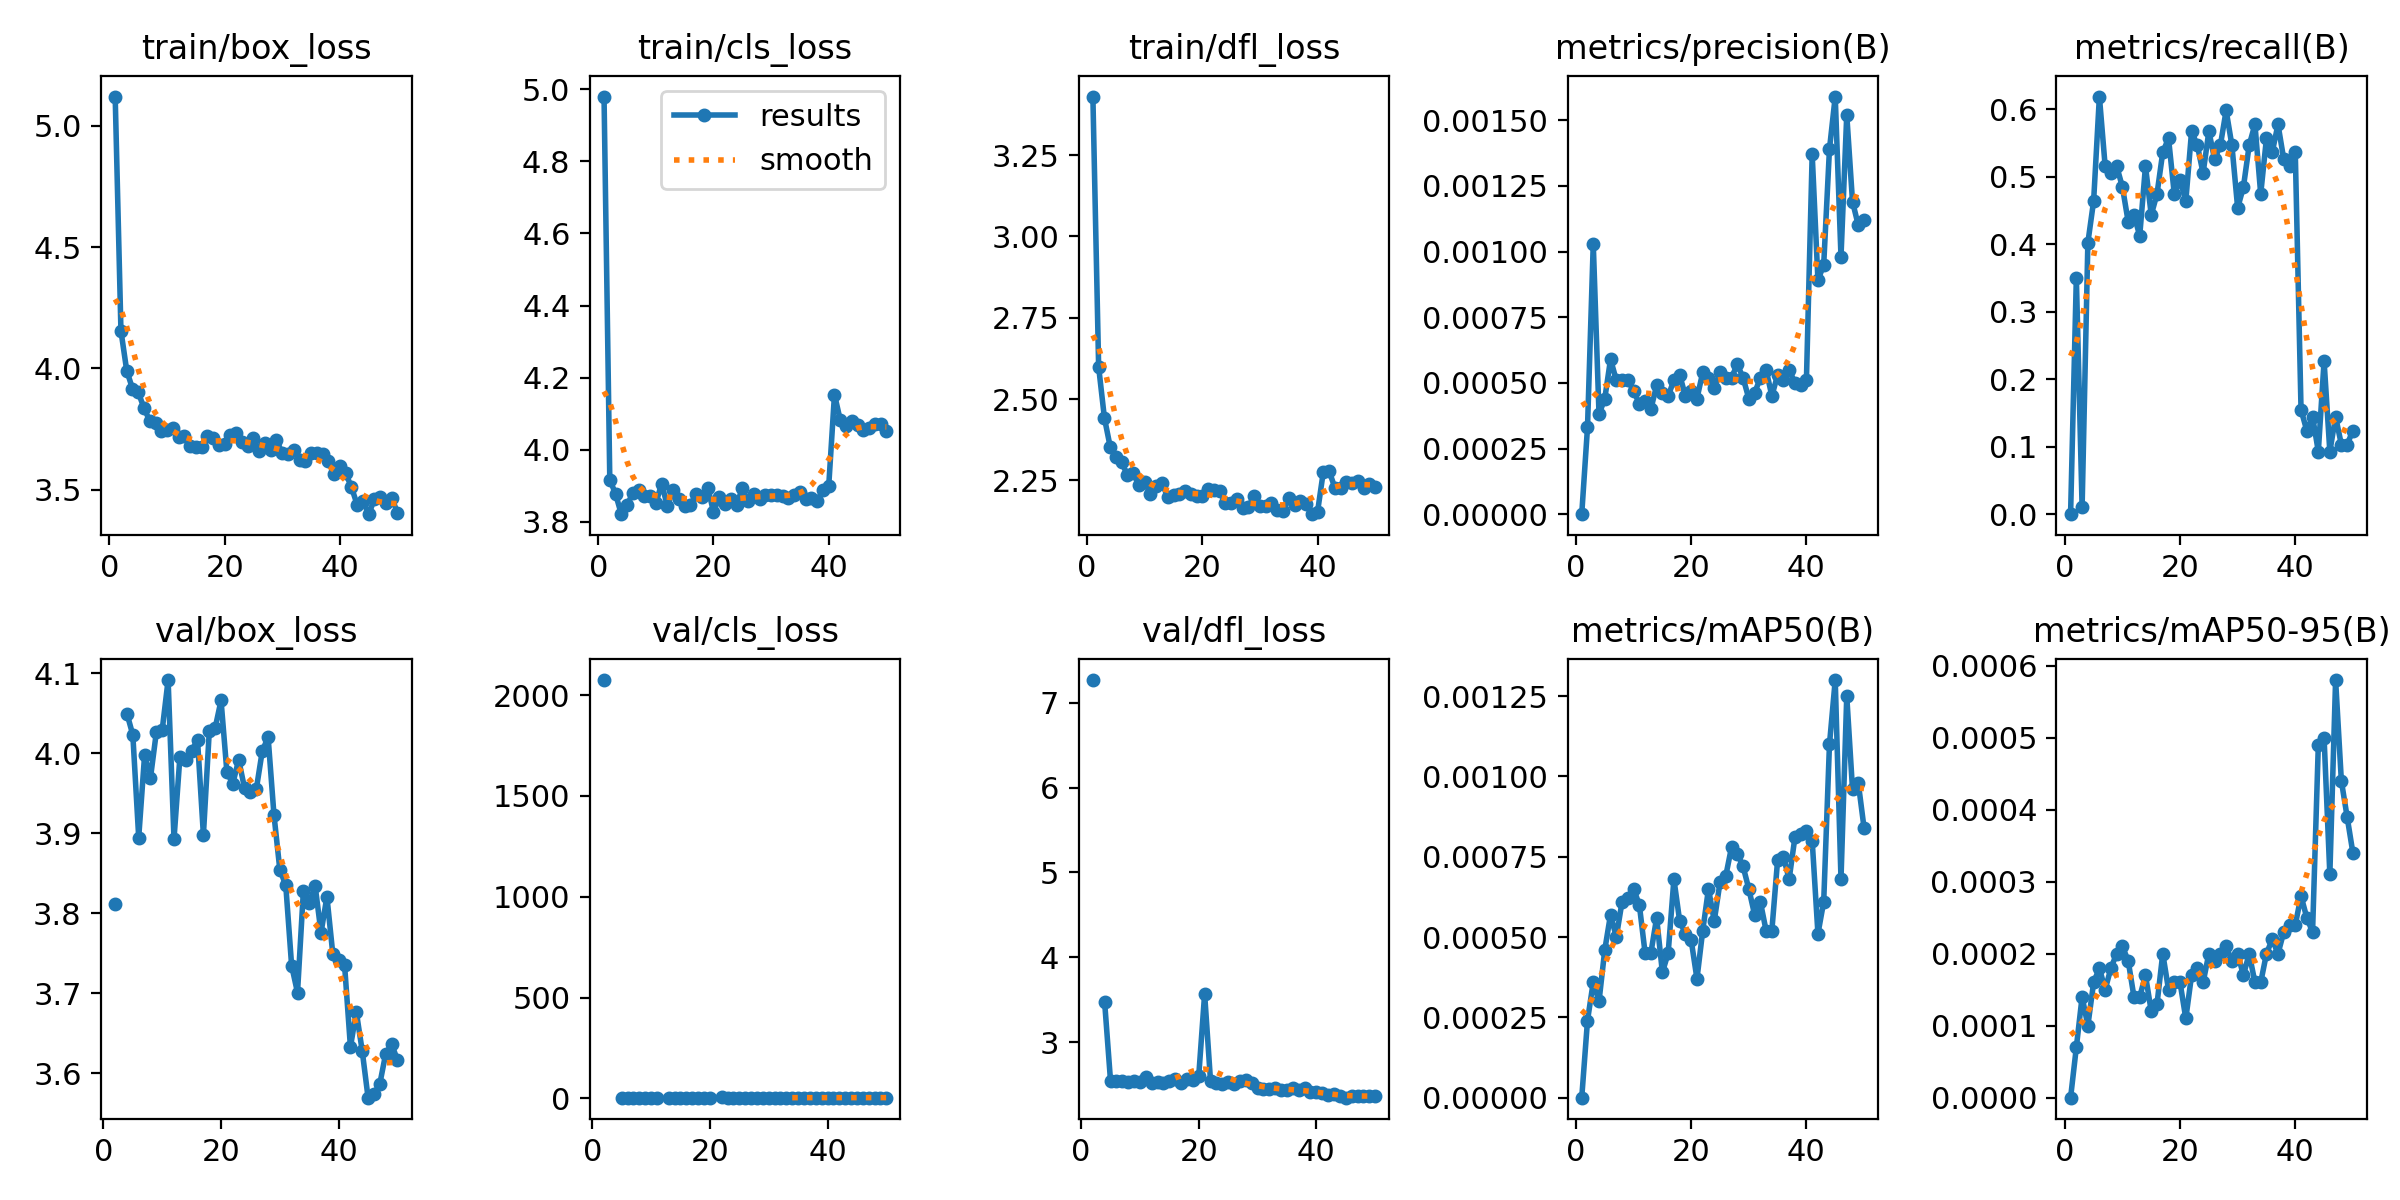 train/box_loss
5.0
4.5
4.0
3.5
0 20 40
train/cls_loss
results
smooth
5.0
4.8
4.6
4.4
4.2
4.0
3.8
0 20 40
train/dfl_loss
3.25
3.00
2.75
2.50
2.25
0 20 40
metrics/precision(B)
0.00150
0.00125
0.00100
0.00075
0.00050
0.00025
0.00000
0 20 40
metrics/recall(B)
0.6
0.5
0.4
0.3
0.2
0.1
0.0
0 20 40
val/box_loss
4.1
4.0
3.9
3.8
3.7
3.6
0 20 40
val/cls_loss
2000
1500
1000
500
0
0 20 40
val/dfl_loss
7
6
5
4
3
0 20 40
metrics/mAP50(B)
0.00125
0.00100
0.00075
0.00050
0.00025
0.00000
0 20 40
metrics/mAP50-95(B)
0.0006
0.0005
0.0004
0.0003
0.0002
0.0001
0.0000
0 20 40